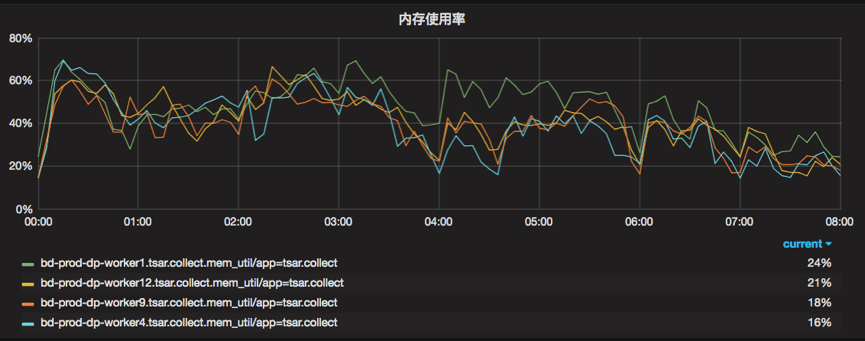 内存使用率
80%
60%
40%
20%
0%
00:00 01:00 02:00 03:00 04:00 05:00 06:00 07:00 08:00
current
bd-prod-dp-worker1.tsar.collect.mem_util/app=tsar.collect 24%
bd-prod-dp-worker12.tsar.collect.mem_util/app=tsar.collect 21%
bd-prod-dp-worker9.tsar.collect.mem_util/app=tsar.collect 18%
bd-prod-dp-worker4.tsar.collect.mem_util/app=tsar.collect 16%